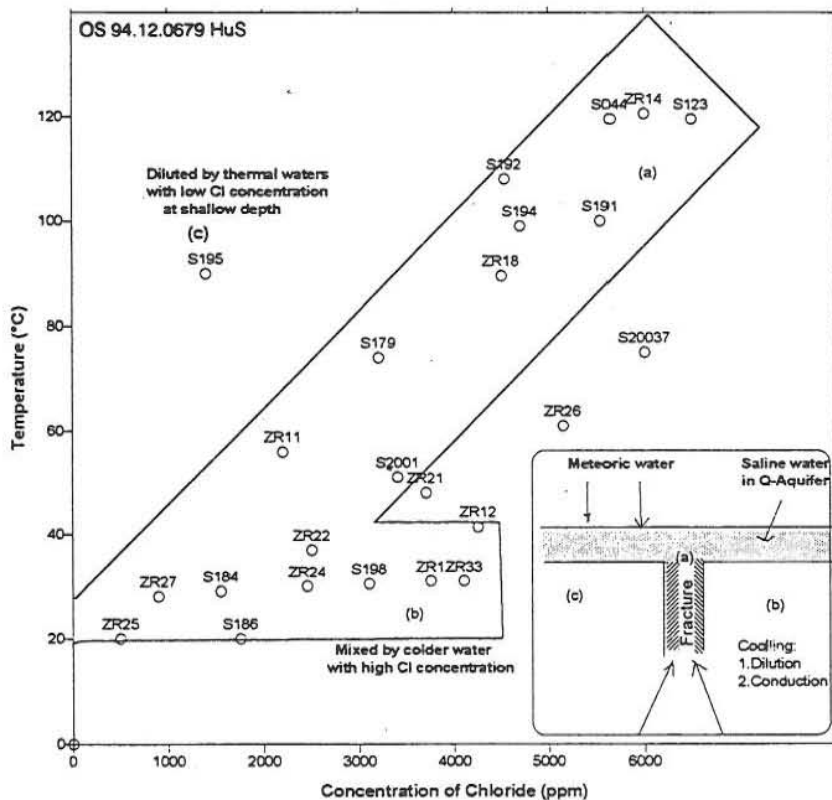 OS 94.12.0679 HuS
Temperature (°C)
120
100
80
60
40
20
0
0
1000
2000
3000
4000
5000
6000
Concentration of Chloride (ppm)
S044
ZR14
S123
(a)
S192
S194
S191
ZR18
Diluted by thermal waters
with low Cl concentration
at shallow depth
(c)
S195
S179
S20037
ZR11
ZR26
S2001
ZR21
ZR12
ZR22
ZR27
S184
ZR24
S198
ZR1
ZR33
(b)
ZR25
S186
Mixed by colder water
with high Cl concentration
Meteoric water
Saline water
in Q-Aquifer
(a)
(c)
(b)
Fracture
Coolling:
1.Dilution
2.Conduction